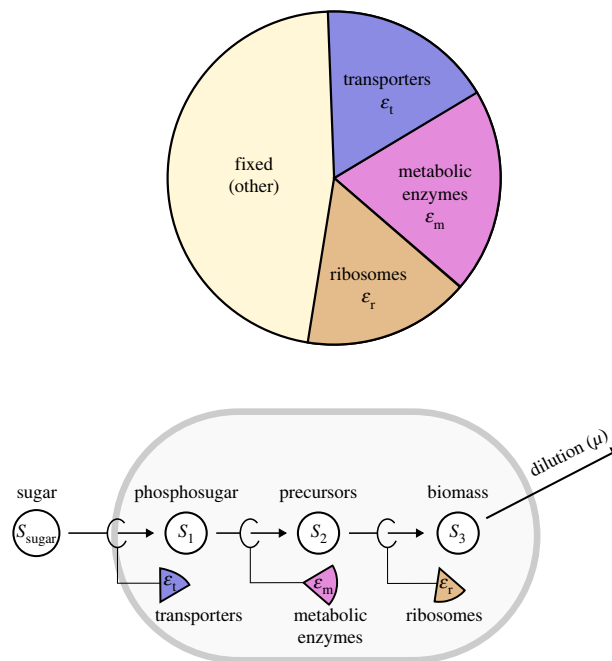 transporters
εt
fixed
(other)
metabolic
enzymes
εm
ribosomes
εr
dilution (μ)
sugar
phosphosugar
precursors
biomass
Ssugar
S1
S2
S3
εt
εm
εr
transporters
metabolic
enzymes
ribosomes